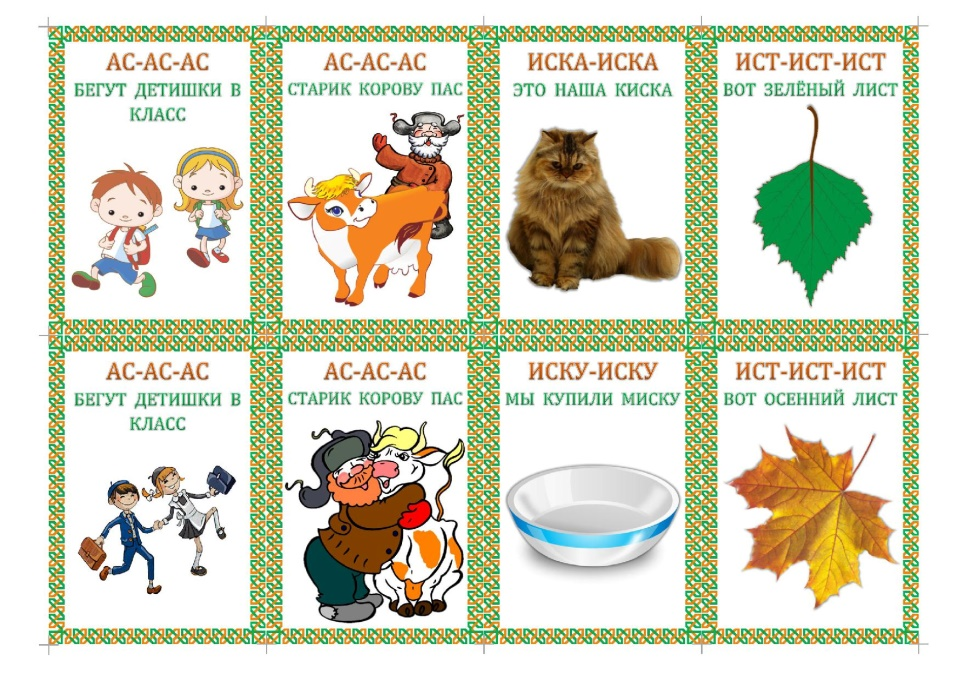 АС-АС-АС
БЕГУТ ДЕТИШКИ В
КЛАСС
АС-АС-АС
СТАРИК КОРОВУ ПАС
ИСКА-ИСКА
ЭТО НАША КИСКА
ИСТ-ИСТ-ИСТ
ВОТ ЗЕЛЁНЫЙ ЛИСТ
АС-АС-АС
БЕГУТ ДЕТИШКИ В
КЛАСС
АС-АС-АС
СТАРИК КОРОВУ ПАС
ИСКУ-ИСКУ
МЫ КУПИЛИ МИСКУ
ИСТ-ИСТ-ИСТ
ВОТ ОСЕННИЙ ЛИСТ